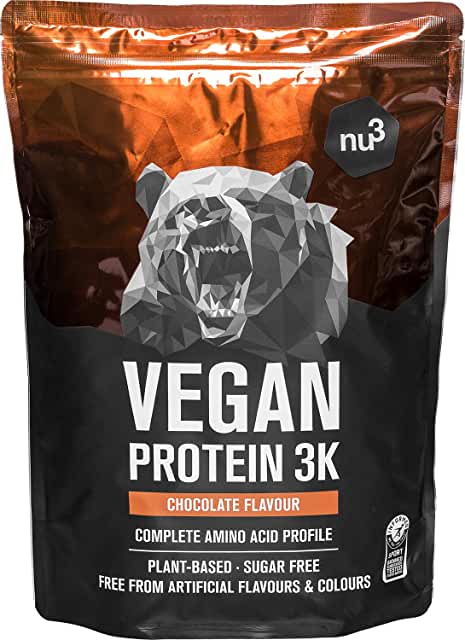 nu3
VEGAN
PROTEIN 3K
CHOCOLATE FLAVOUR
COMPLETE AMINO ACID PROFILE
PLANT-BASED · SUGAR FREE
FREE FROM ARTIFICIAL FLAVOURS & COLOURS
SPORT